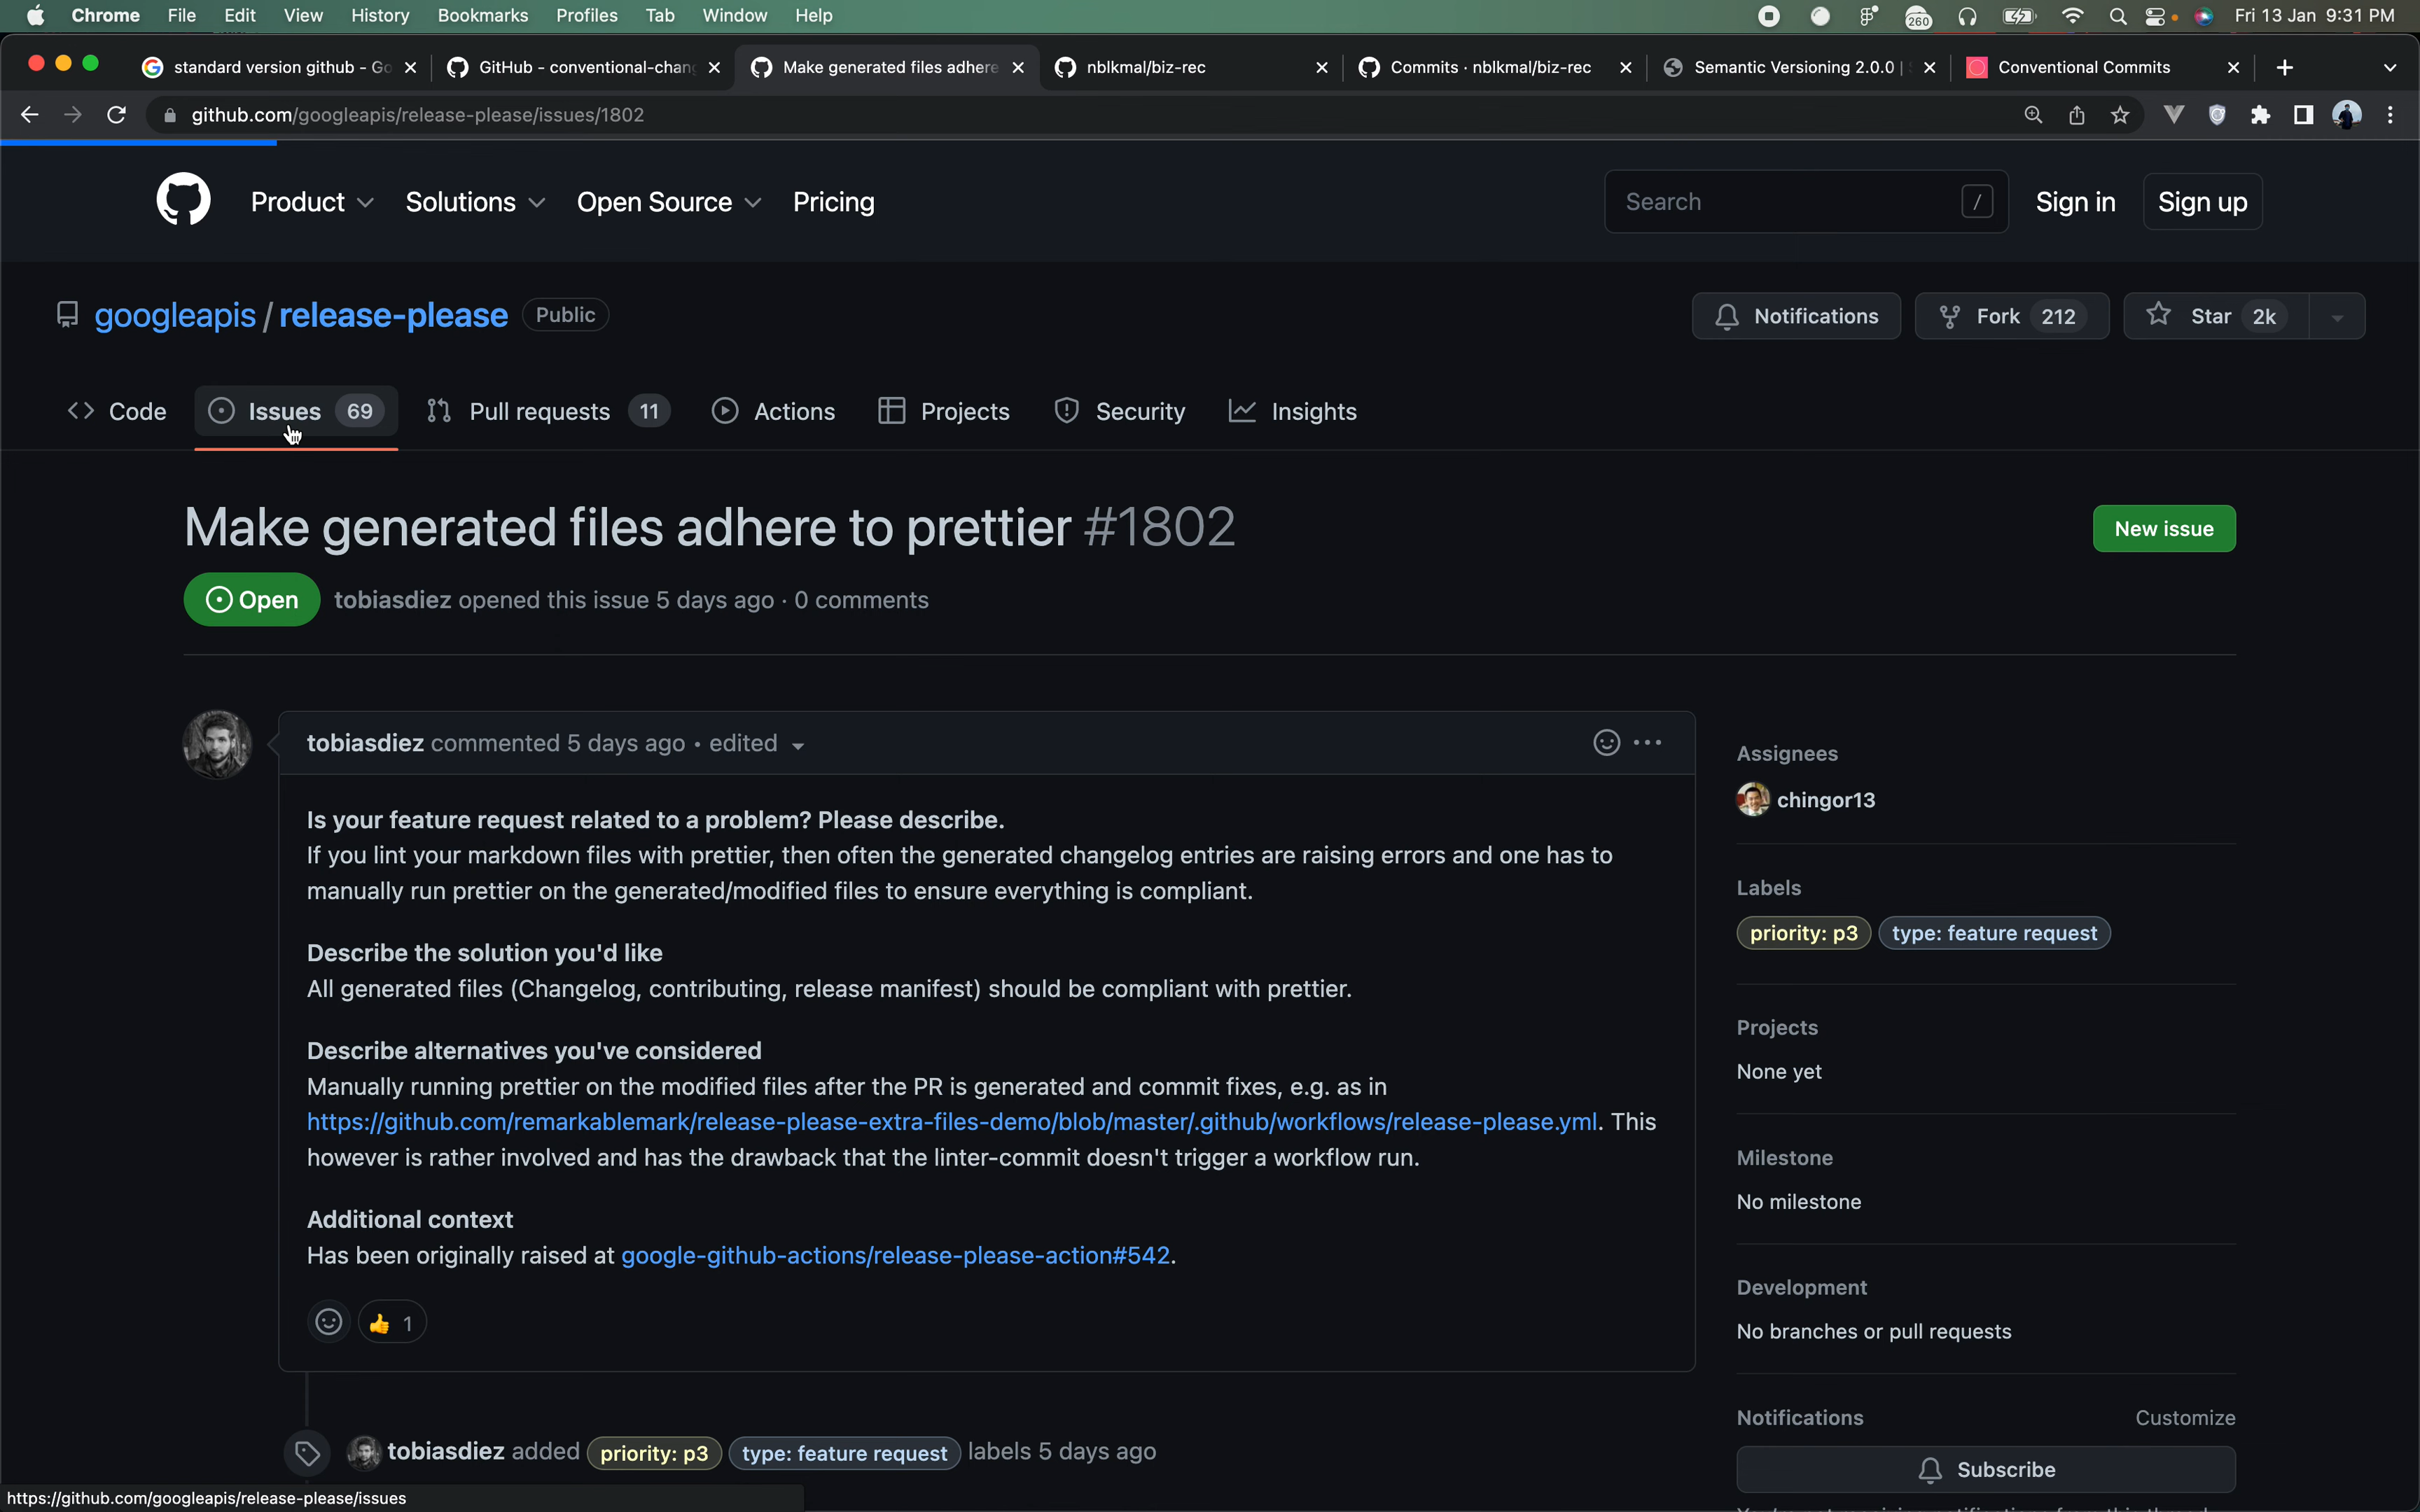 Chrome File Edit View History Bookmarks Profiles Tab Window Help 260 Fri 13 Jan 9:31 PM
standard version github - Go GitHub - conventional-chang Make generated files adhere nblkmal/biz-rec Commits · nblkmal/biz-rec Semantic Versioning 2.0.0 | Conventional Commits
github.com/googleapis/release-please/issues/1802
Product Solutions Open Source Pricing Search / Sign in Sign up
googleapis / release-please Public Notifications Fork 212 Star 2k
Code Issues 69 Pull requests 11 Actions Projects Security Insights
Make generated files adhere to prettier #1802 New issue
Open tobiasdiez opened this issue 5 days ago · 0 comments
tobiasdiez commented 5 days ago • edited
Is your feature request related to a problem? Please describe.
If you lint your markdown files with prettier, then often the generated changelog entries are raising errors and one has to
manually run prettier on the generated/modified files to ensure everything is compliant.
Describe the solution you'd like
All generated files (Changelog, contributing, release manifest) should be compliant with prettier.
Describe alternatives you've considered
Manually running prettier on the modified files after the PR is generated and commit fixes, e.g. as in
https://github.com/remarkablemark/release-please-extra-files-demo/blob/master/.github/workflows/release-please.yml. This
however is rather involved and has the drawback that the linter-commit doesn't trigger a workflow run.
Additional context
Has been originally raised at google-github-actions/release-please-action#542.
👍 1
tobiasdiez added priority: p3 type: feature request labels 5 days ago
Assignees
chingor13
Labels
priority: p3 type: feature request
Projects
None yet
Milestone
No milestone
Development
No branches or pull requests
Notifications Customize
Subscribe
https://github.com/googleapis/release-please/issues